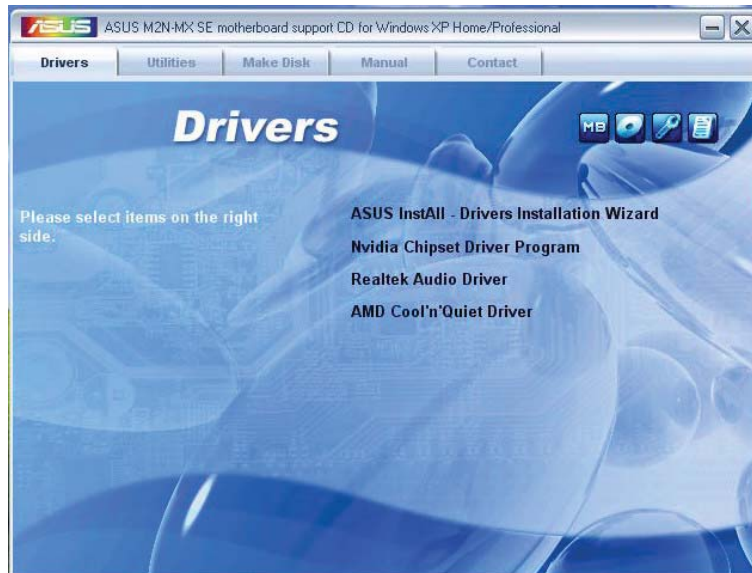 ASUS ASUS M2N-MX SE motherboard support CD for Windows XP Home/Professional
Drivers Utilities Make Disk Manual Contact
Drivers
MB
Please select items on the right
side.
ASUS InstAll - Drivers Installation Wizard
Nvidia Chipset Driver Program
Realtek Audio Driver
AMD Cool'n'Quiet Driver